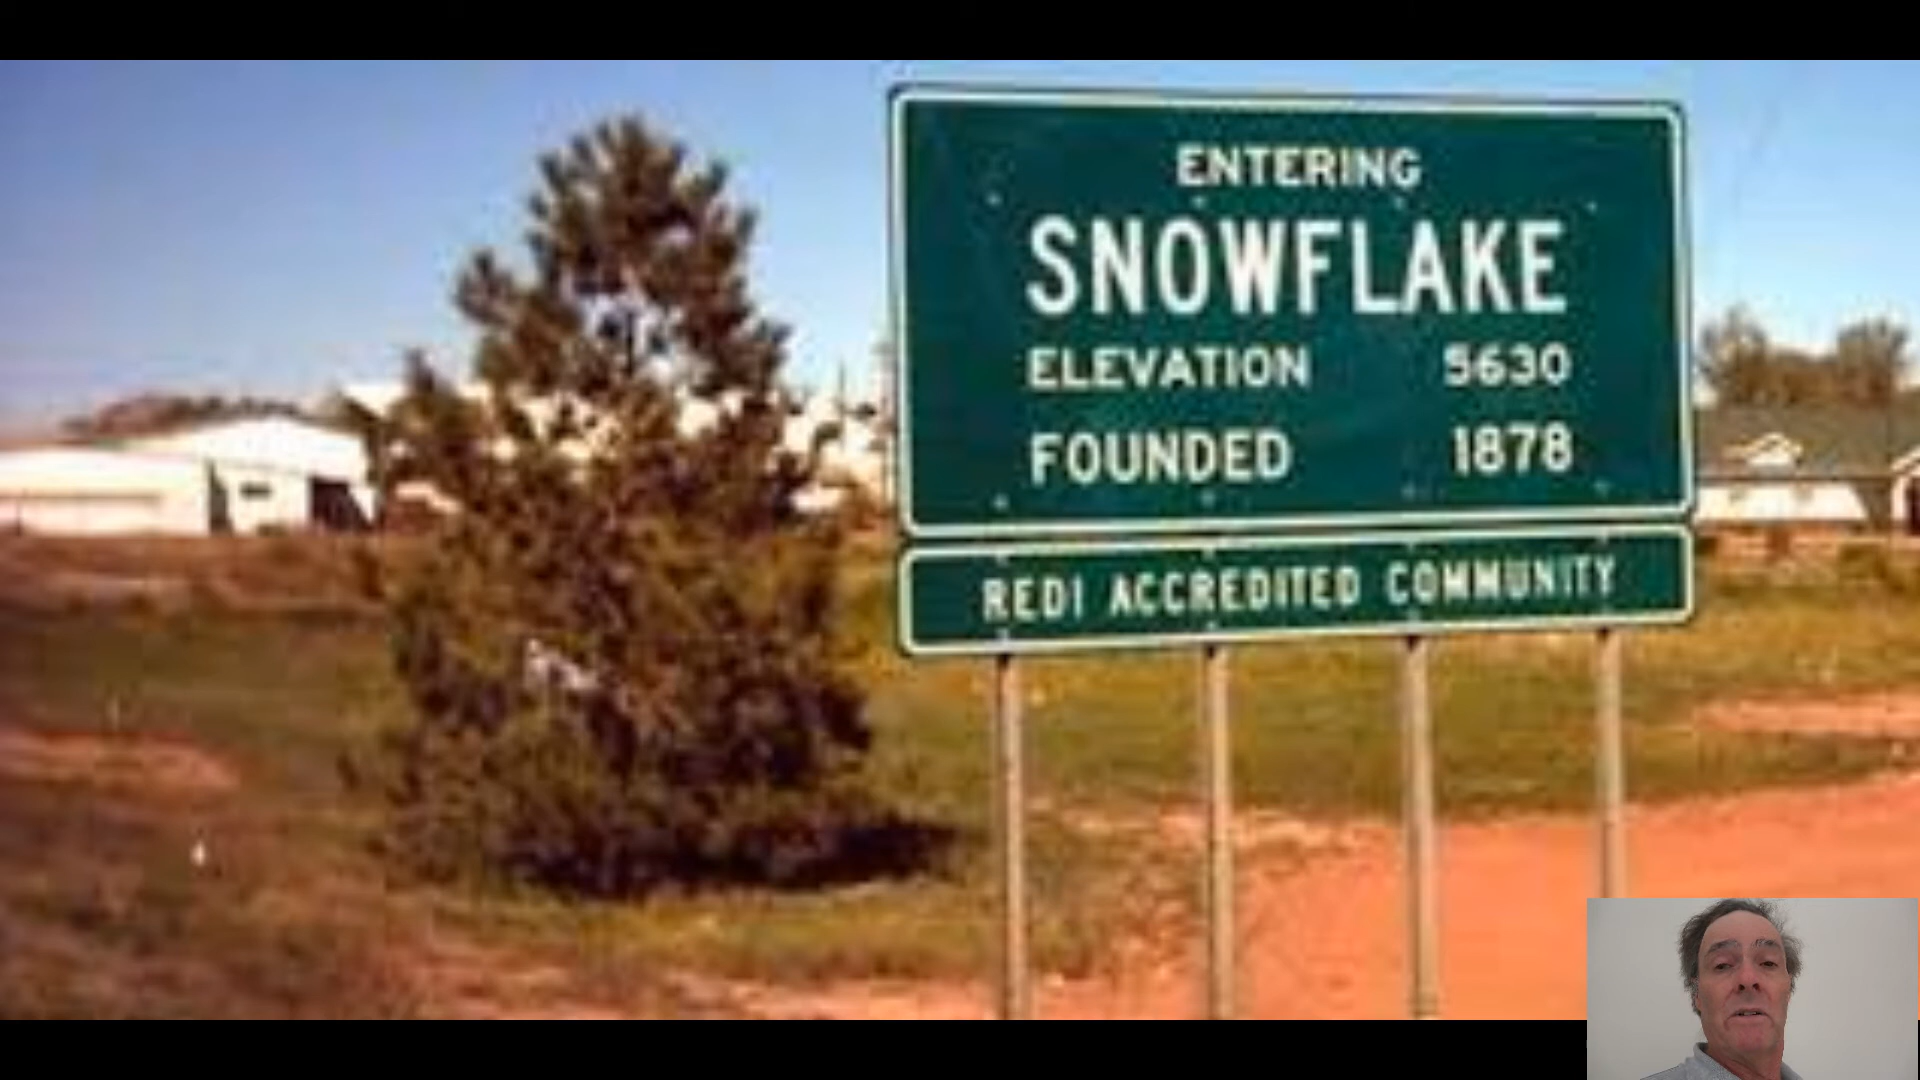 ENTERING
SNOWFLAKE
ELEVATION 5630
FOUNDED 1878
REDI ACCREDITED COMMUNITY